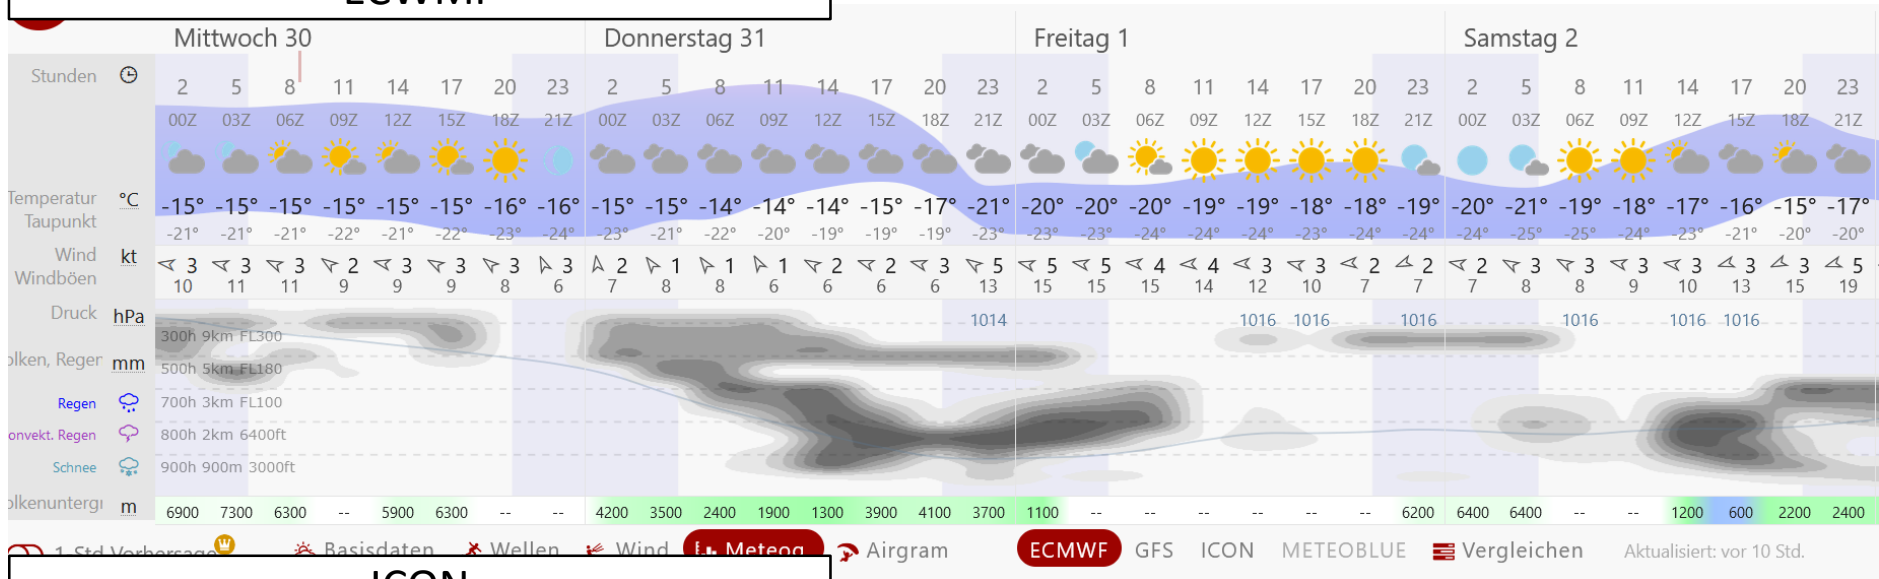 Mittwoch 30 Donnerstag 31 Freitag 1 Samstag 2
Stunden 2 5 8 11 14 17 20 23 2 5 8 11 14 17 20 23 2 5 8 11 14 17 20 23 2 5 8 11 14 17 20 23
00Z 03Z 06Z 09Z 12Z 15Z 18Z 21Z 00Z 03Z 06Z 09Z 12Z 15Z 18Z 21Z 00Z 03Z 06Z 09Z 12Z 15Z 18Z 21Z 00Z 03Z 06Z 09Z 12Z 15Z 18Z 21Z
Temperatur °C -15° -15° -15° -15° -15° -15° -16° -16° -15° -15° -14° -14° -14° -15° -17° -21° -20° -20° -20° -19° -19° -18° -18° -19° -20° -21° -19° -18° -17° -16° -15° -17°
Taupunkt -21° -21° -21° -22° -21° -22° -23° -24° -23° -21° -22° -20° -19° -19° -19° -23° -23° -23° -24° -24° -24° -24° -24° -24° -24° -25° -25° -24° -23° -21° -20° -20°
Wind kt 3 3 3 2 3 3 3 3 2 1 1 1 2 2 3 5 5 5 4 4 3 3 2 2 2 3 3 3 3 3 3 5
Windböen 10 11 11 9 9 9 8 6 7 8 8 6 6 6 6 13 15 15 15 14 12 10 7 7 7 8 8 9 10 13 15 19
Druck hPa 1014 1016 1016 1016 1016 1016 1016
300h 9km FL300
olken, Regen mm
500h 5km FL180
Regen 700h 3km FL100
onvekt. Regen 800h 2km 6400ft
Schnee 900h 900m 3000ft
olkenuntergr m 6900 7300 6300 -- 5900 6300 -- -- 4200 3500 2400 1900 1300 3900 4100 3700 1100 -- -- -- -- -- -- 6200 6400 6400 -- -- 1200 600 2200 2400
Basisdaten Wellen Wind Meteog Airgram ECMWF GFS ICON METEOBLUE Vergleichen Aktualisiert: vor 10 Std.
ICON